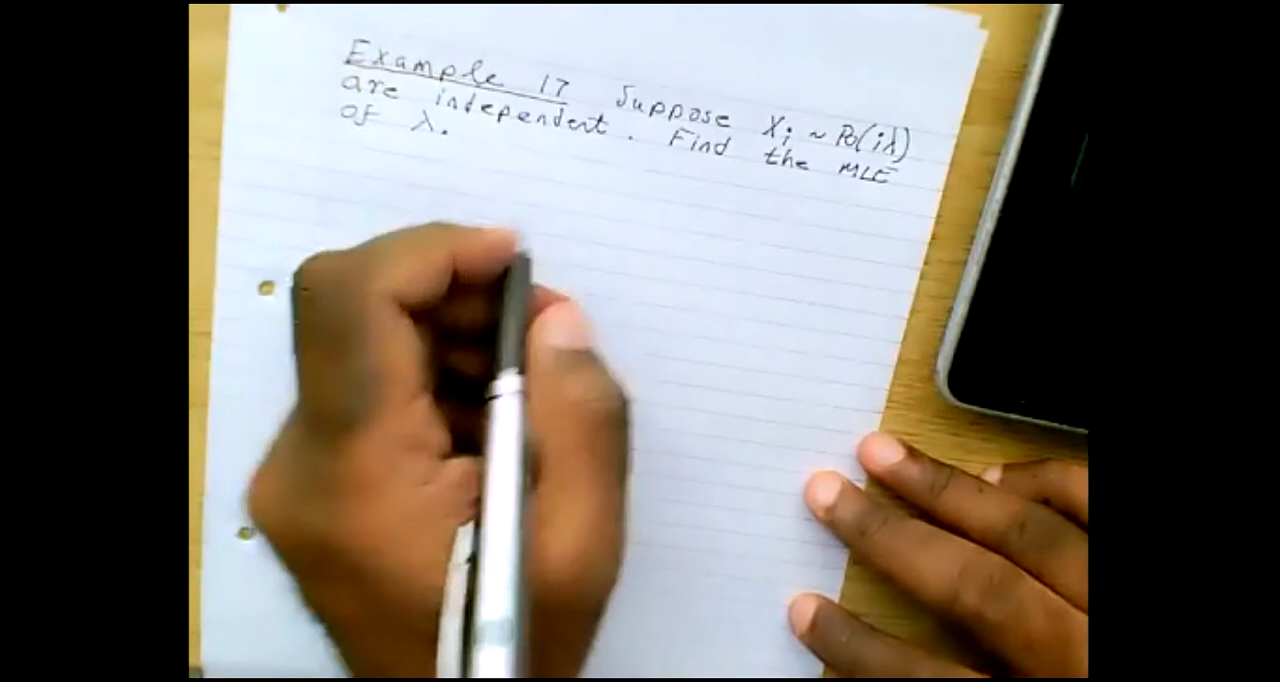 Example 17 Suppose Xi ~ Po(iλ)
are independent. Find the MLE
of λ.